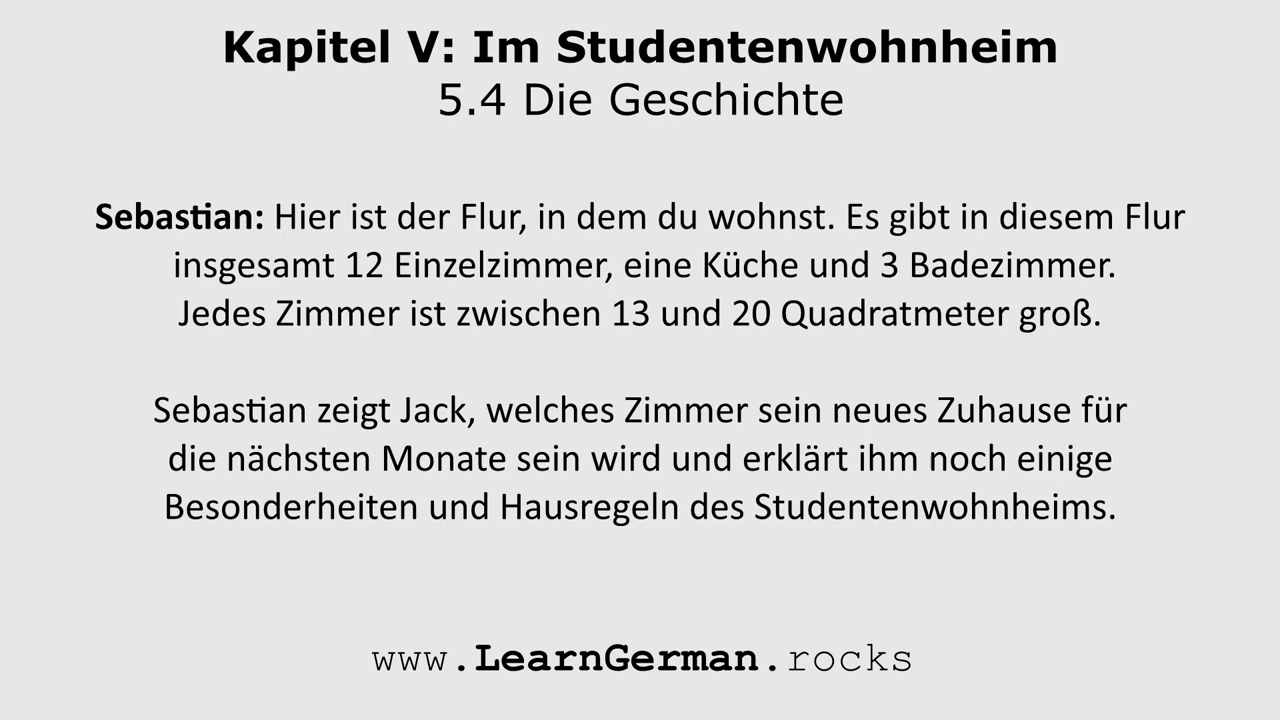 Kapitel V: Im Studentenwohnheim
5.4 Die Geschichte
Sebastian: Hier ist der Flur, in dem du wohnst. Es gibt in diesem Flur
insgesamt 12 Einzelzimmer, eine Küche und 3 Badezimmer.
Jedes Zimmer ist zwischen 13 und 20 Quadratmeter groß.
Sebastian zeigt Jack, welches Zimmer sein neues Zuhause für
die nächsten Monate sein wird und erklärt ihm noch einige
Besonderheiten und Hausregeln des Studentenwohnheims.
www.LearnGerman.rocks